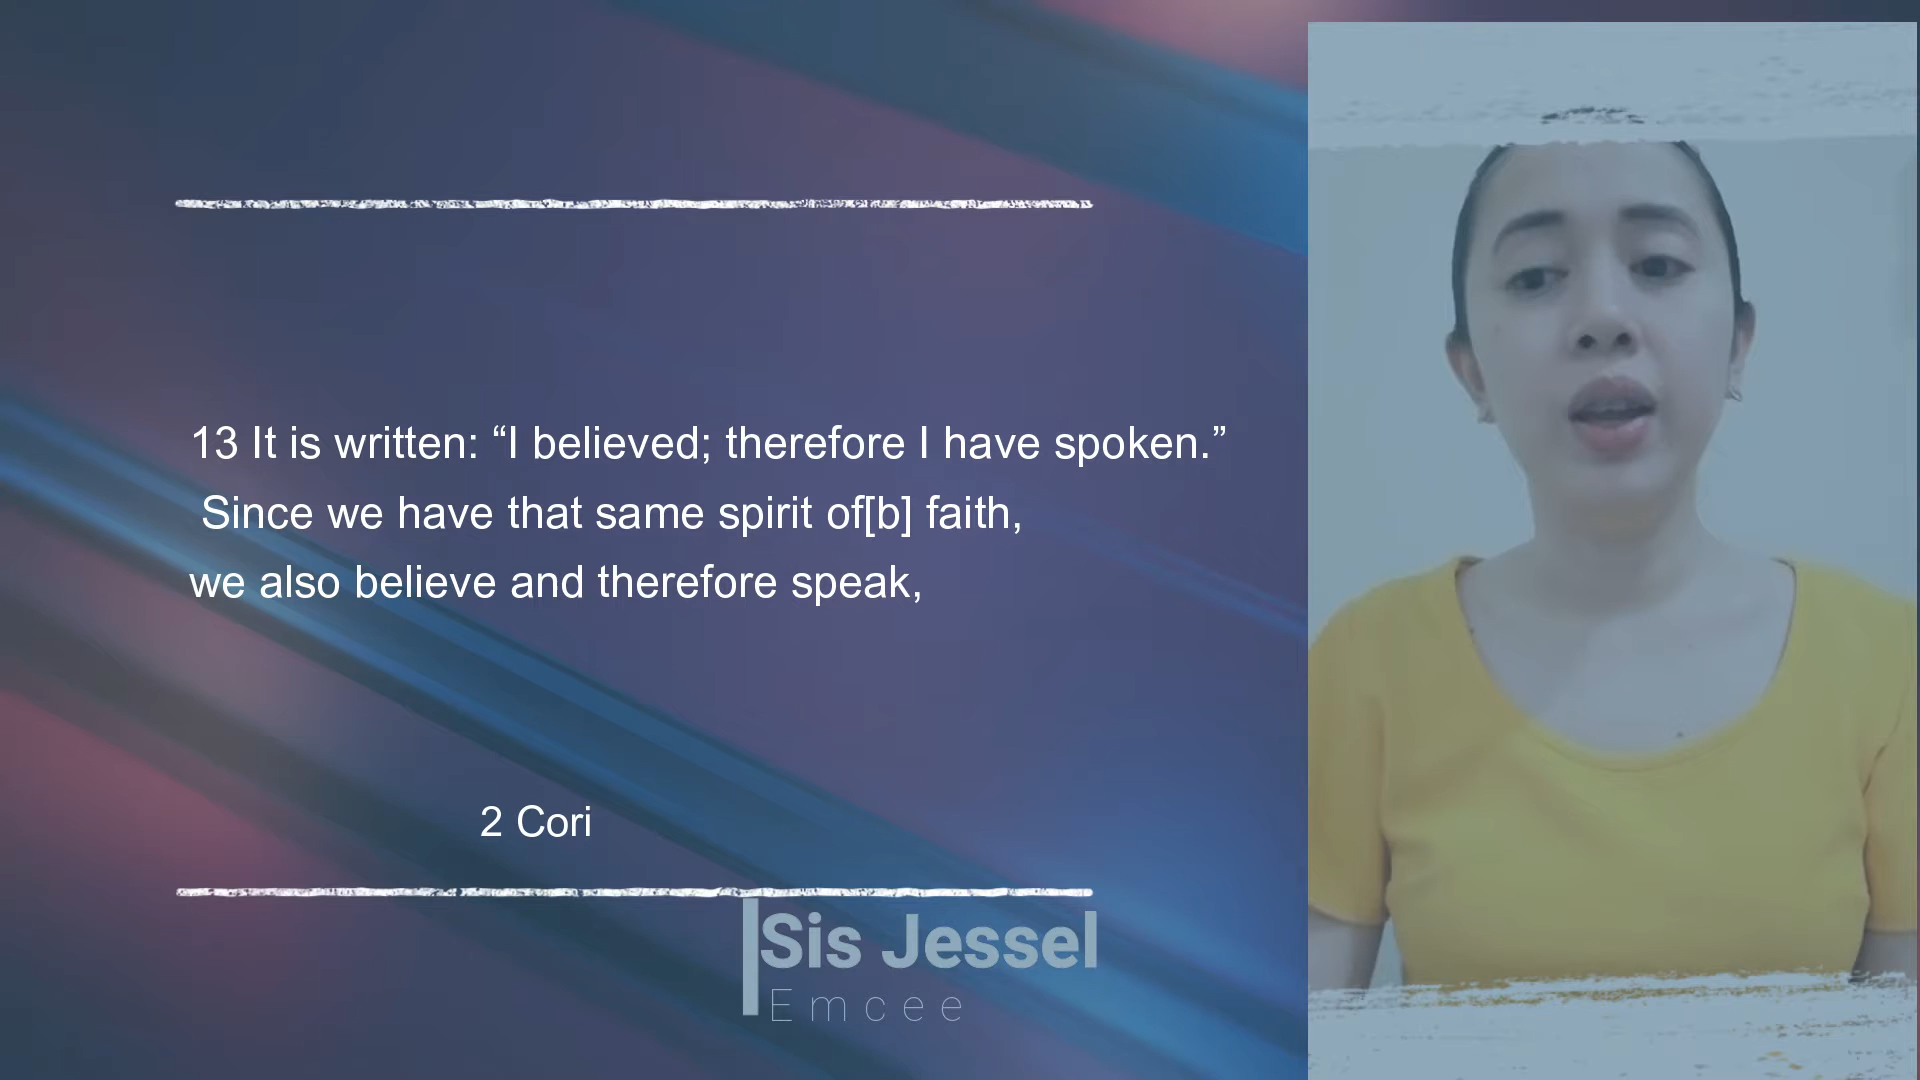 13 It is written: “I believed; therefore I have spoken.”
Since we have that same spirit of[b] faith,
we also believe and therefore speak,
2 Cori
Sis Jessel
Emcee